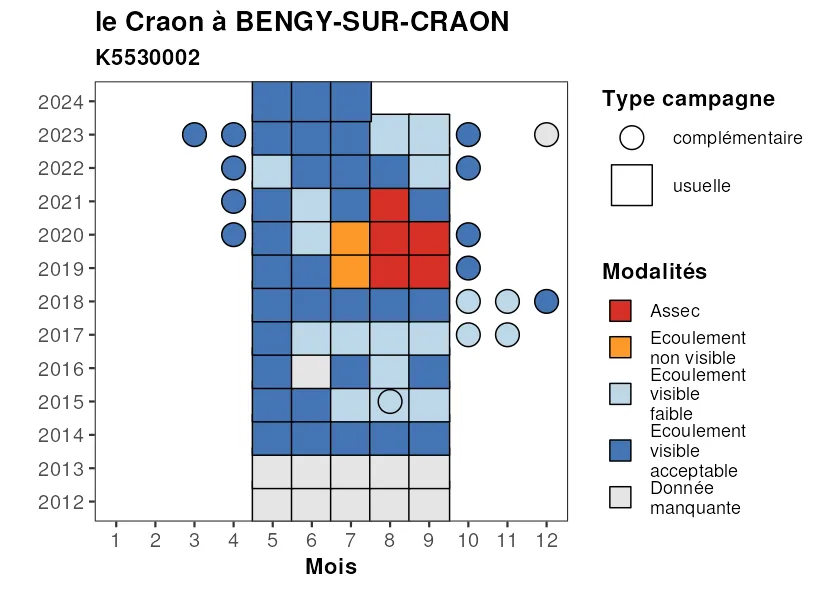 le Craon à BENGY-SUR-CRAON
K5530002
2024
2023
2022
2021
2020
2019
2018
2017
2016
2015
2014
2013
2012
1 2 3 4 5 6 7 8 9 10 11 12
Mois
Type campagne
complémentaire
usuelle
Modalités
Assec
Ecoulement
non visible
Ecoulement
visible
faible
Ecoulement
visible
acceptable
Donnée
manquante